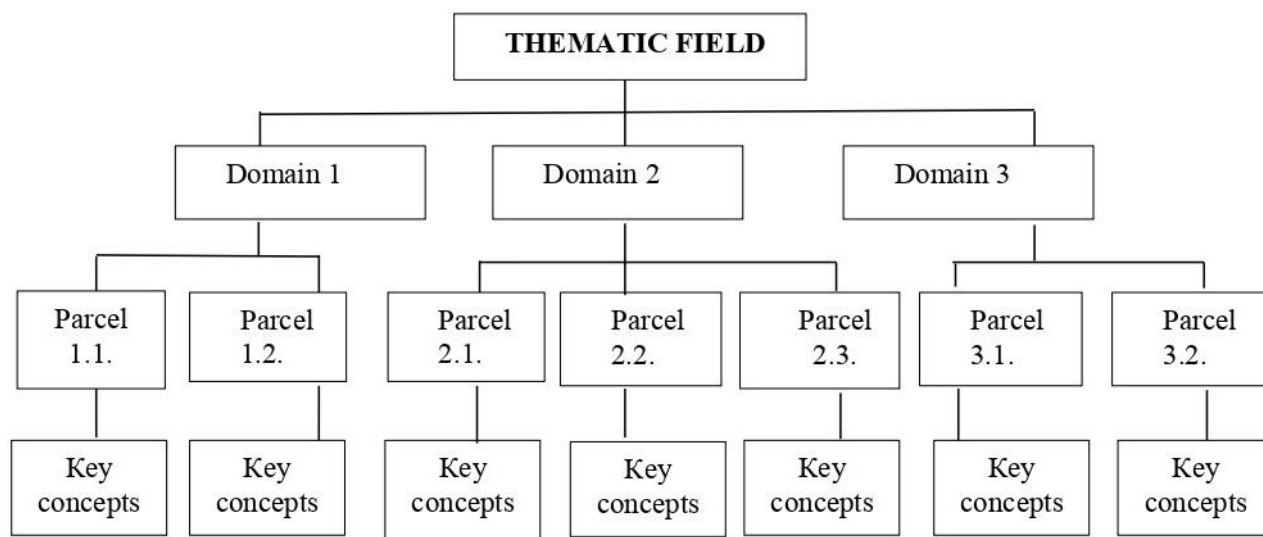 THEMATIC FIELD
Domain 1
Domain 2
Domain 3
Parcel
1.1.
Parcel
1.2.
Parcel
2.1.
Parcel
2.2.
Parcel
2.3.
Parcel
3.1.
Parcel
3.2.
Key
concepts
Key
concepts
Key
concepts
Key
concepts
Key
concepts
Key
concepts
Key
concepts